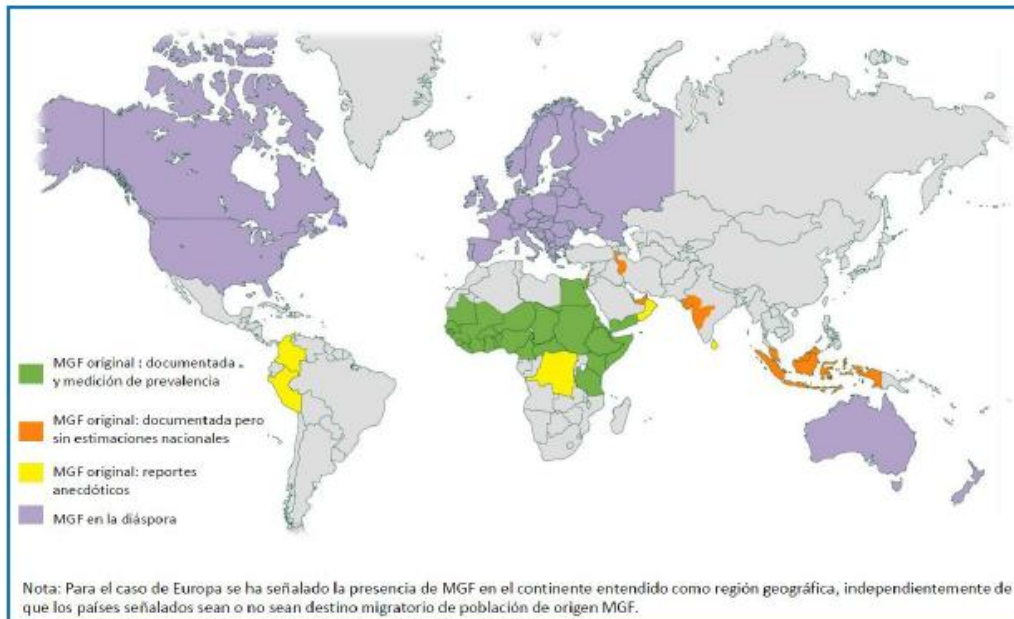 MGF original : documentada
y medición de prevalencia
MGF original: documentada pero
sin estimaciones nacionales
MGF original: reportes
anecdóticos
MGF en la diáspora
Nota: Para el caso de Europa se ha señalado la presencia de MGF en el continente entendido como región geográfica, independientemente de
que los países señalados sean o no sean destino migratorio de población de origen MGF.